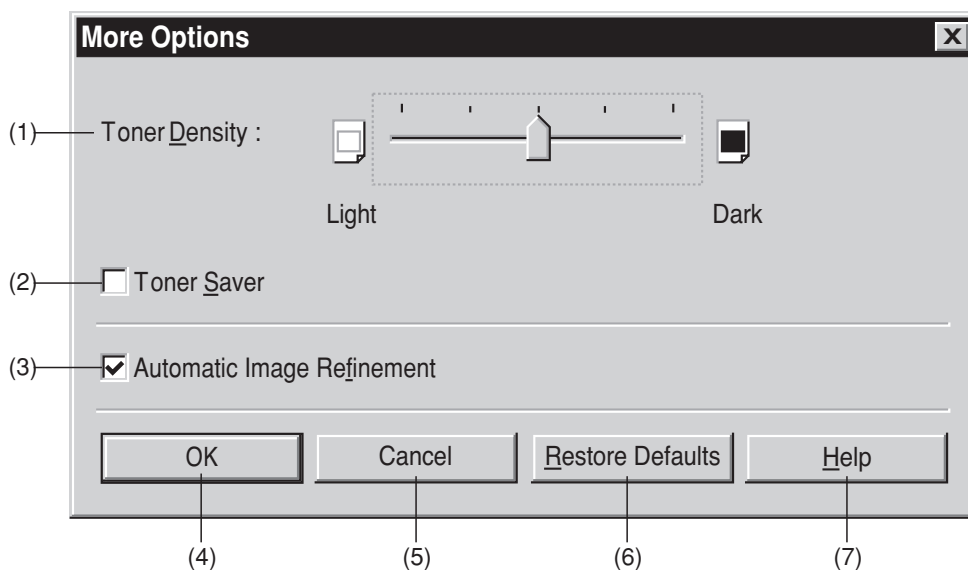 More Options
X
(1) Toner Density :
Light Dark
(2) Toner Saver
(3) Automatic Image Refinement
OK Cancel Restore Defaults Help
(4) (5) (6) (7)